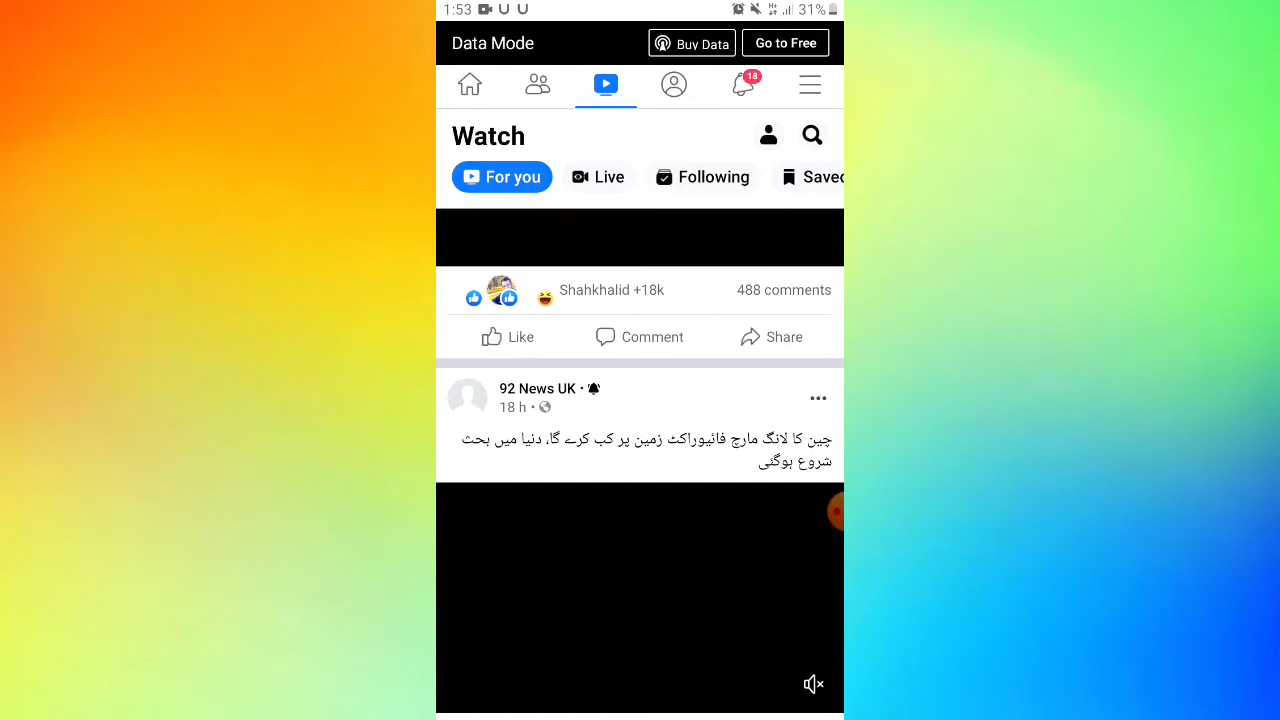 1:53 31%
Data Mode Buy Data Go to Free
18
Watch
For you Live Following Saved
Shahkhalid +18k 488 comments
Like Comment Share
92 News UK
18 h
چین کا لانگ مارچ فائیوراکٹ زمین پر کب کرے گا، دنیا میں بحث
شروع ہوگئی